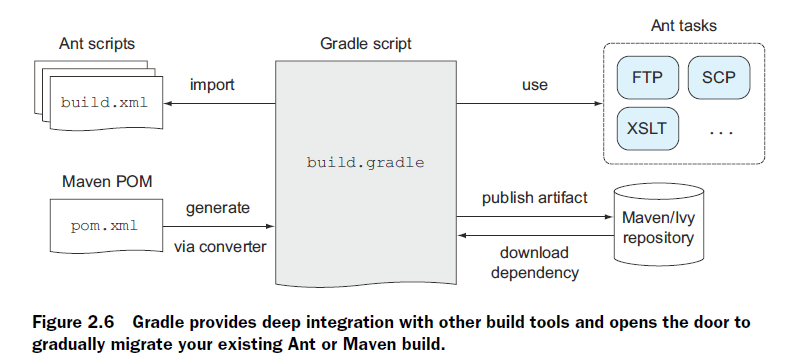 Ant scripts
build.xml
import
Gradle script
build.gradle
use
Ant tasks
FTP
SCP
XSLT
...
Maven POM
pom.xml
generate
via converter
publish artifact
download
dependency
Maven/Ivy
repository
Figure 2.6 Gradle provides deep integration with other build tools and opens the door to
gradually migrate your existing Ant or Maven build.